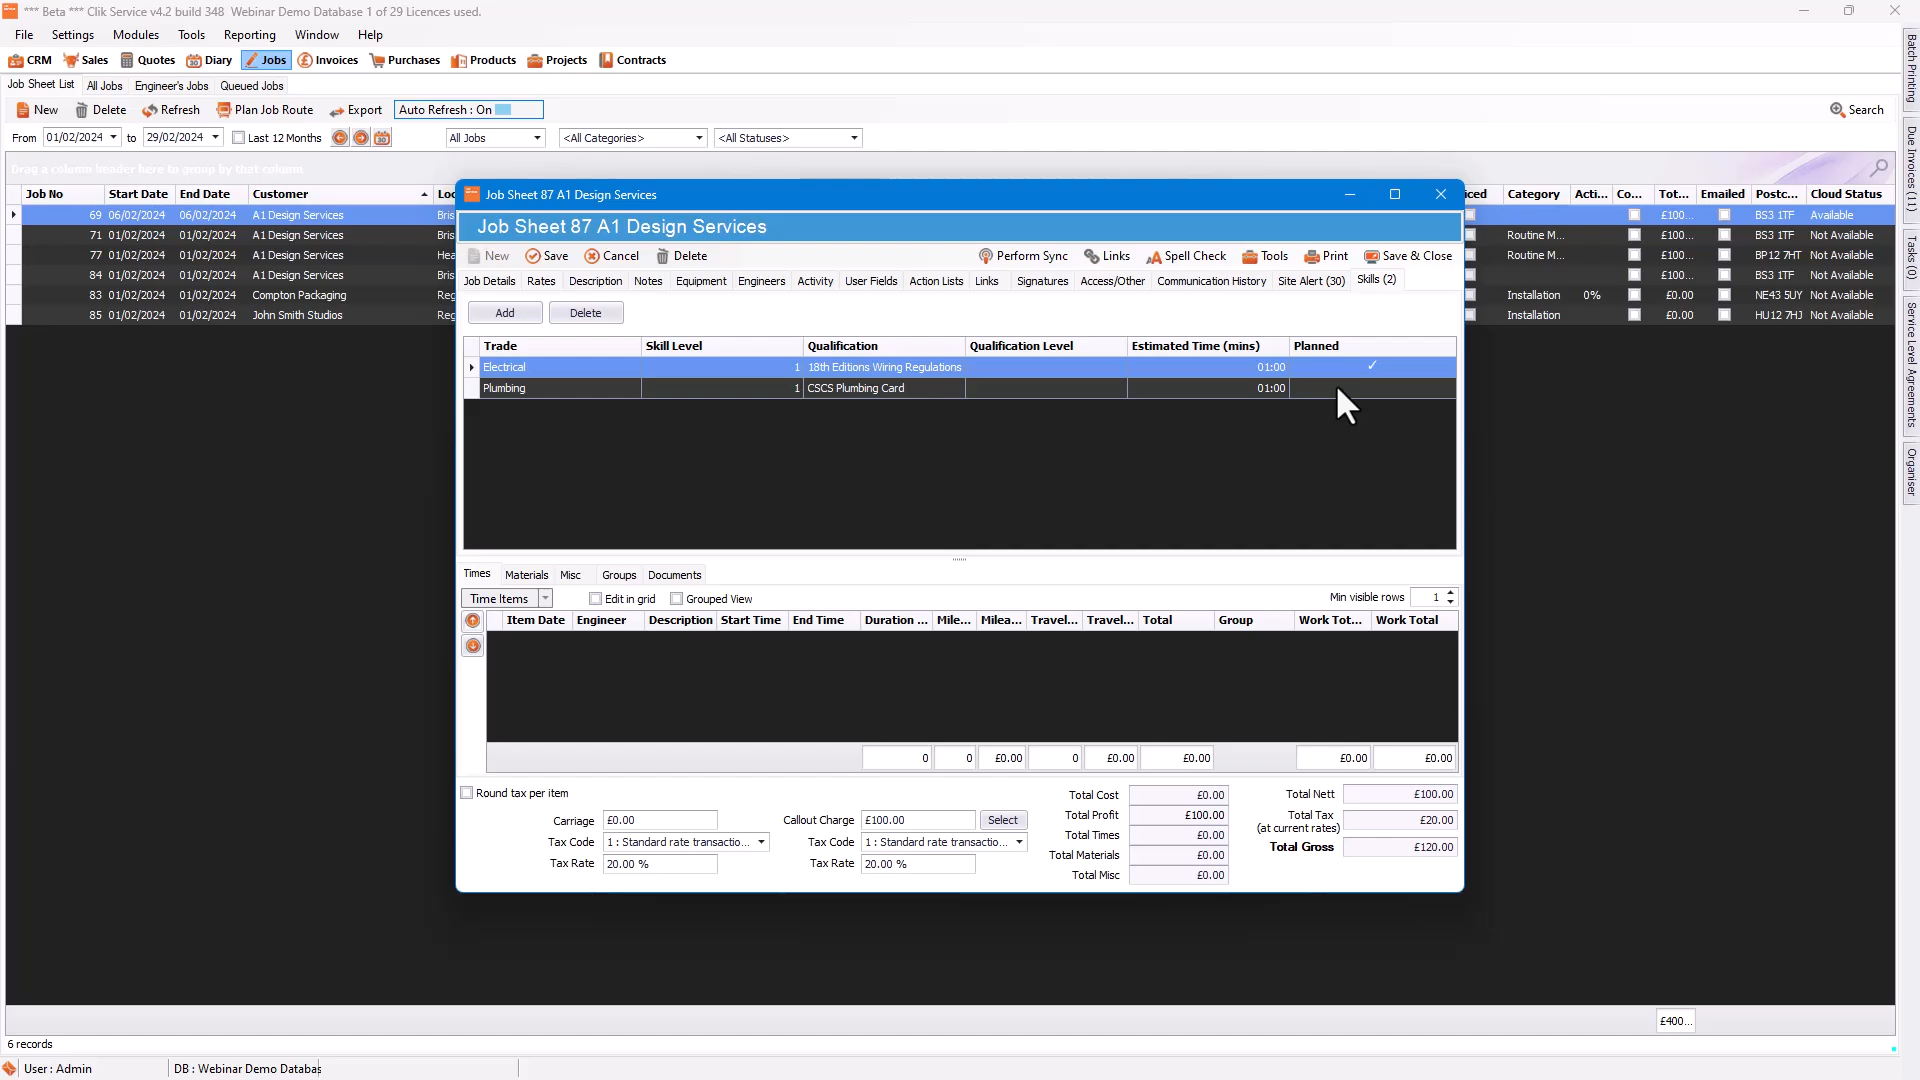 *** Beta *** Clik Service v4.2 build 348 Webinar Demo Database 1 of 29 Licences used.
File Settings Modules Tools Reporting Window Help
CRM Sales Quotes Diary Jobs Invoices Purchases Products Projects Contracts
Job Sheet List All Jobs Engineer's Jobs Queued Jobs
New Delete Refresh Plan Job Route Export Auto Refresh : On Search
From 01/02/2024 to 29/02/2024 Last 12 Months All Jobs <All Categories> <All Statuses>
Drag a column header here to group by that column
Job No Start Date End Date Customer Loc iced Category Acti... Co... Tot... Emailed Postc... Cloud Status
69 06/02/2024 06/02/2024 A1 Design Services Bris £100... BS3 1TF Available
71 01/02/2024 01/02/2024 A1 Design Services Bris Routine M... £100... BS3 1TF Not Available
77 01/02/2024 01/02/2024 A1 Design Services Hea Routine M... £100... BP12 7HT Not Available
84 01/02/2024 01/02/2024 A1 Design Services Bris £100... BS3 1TF Not Available
83 01/02/2024 01/02/2024 Compton Packaging Reg Installation 0% £0.00 NE43 5UY Not Available
85 01/02/2024 01/02/2024 John Smith Studios Reg Installation £0.00 HU12 7HJ Not Available
Job Sheet 87 A1 Design Services
Job Sheet 87 A1 Design Services
New Save Cancel Delete Perform Sync Links Spell Check Tools Print Save & Close
Job Details Rates Description Notes Equipment Engineers Activity User Fields Action Lists Links Signatures Access/Other Communication History Site Alert (30) Skills (2)
Add Delete
Trade Skill Level Qualification Qualification Level Estimated Time (mins) Planned
Electrical 1 18th Editions Wiring Regulations 01:00 ✓
Plumbing 1 CSCS Plumbing Card 01:00
Times Materials Misc Groups Documents
Time Items Edit in grid Grouped View Min visible rows 1
Item Date Engineer Description Start Time End Time Duration ... Mile... Milea... Travel... Travel... Total Group Work Tot... Work Total
0 0 £0.00 0 £0.00 £0.00 £0.00 £0.00
Round tax per item
Carriage £0.00
Tax Code 1 : Standard rate transactio...
Tax Rate 20.00 %
Callout Charge £100.00 Select
Tax Code 1 : Standard rate transactio...
Tax Rate 20.00 %
Total Cost £0.00
Total Profit £100.00
Total Times £0.00
Total Materials £0.00
Total Misc £0.00
Total Nett £100.00
Total Tax £20.00
(at current rates)
Total Gross £120.00
£400...
6 records
User : Admin DB : Webinar Demo Databas
Batch Printing
Due Invoices (11)
Tasks (0)
Service Level Agreements
Organiser